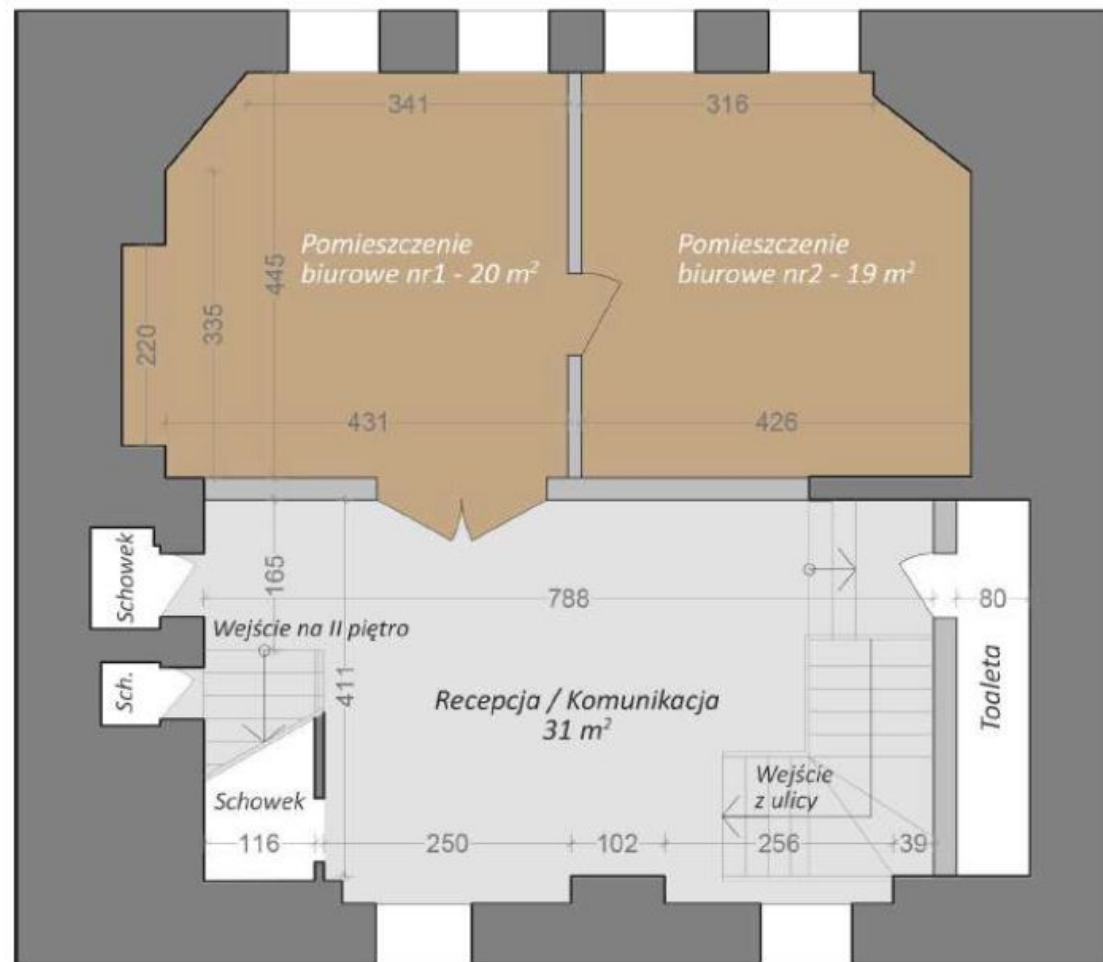 341
316
Pomieszczenie
biurowe nr1 - 20 m²
Pomieszczenie
biurowe nr2 - 19 m²
445
335
220
431
426
Schowek
165
788
80
Wejście na II piętro
Sch.
411
Recepcja / Komunikacja
31 m²
Toaleta
Wejście
z ulicy
Schowek
116
250
102
256
39